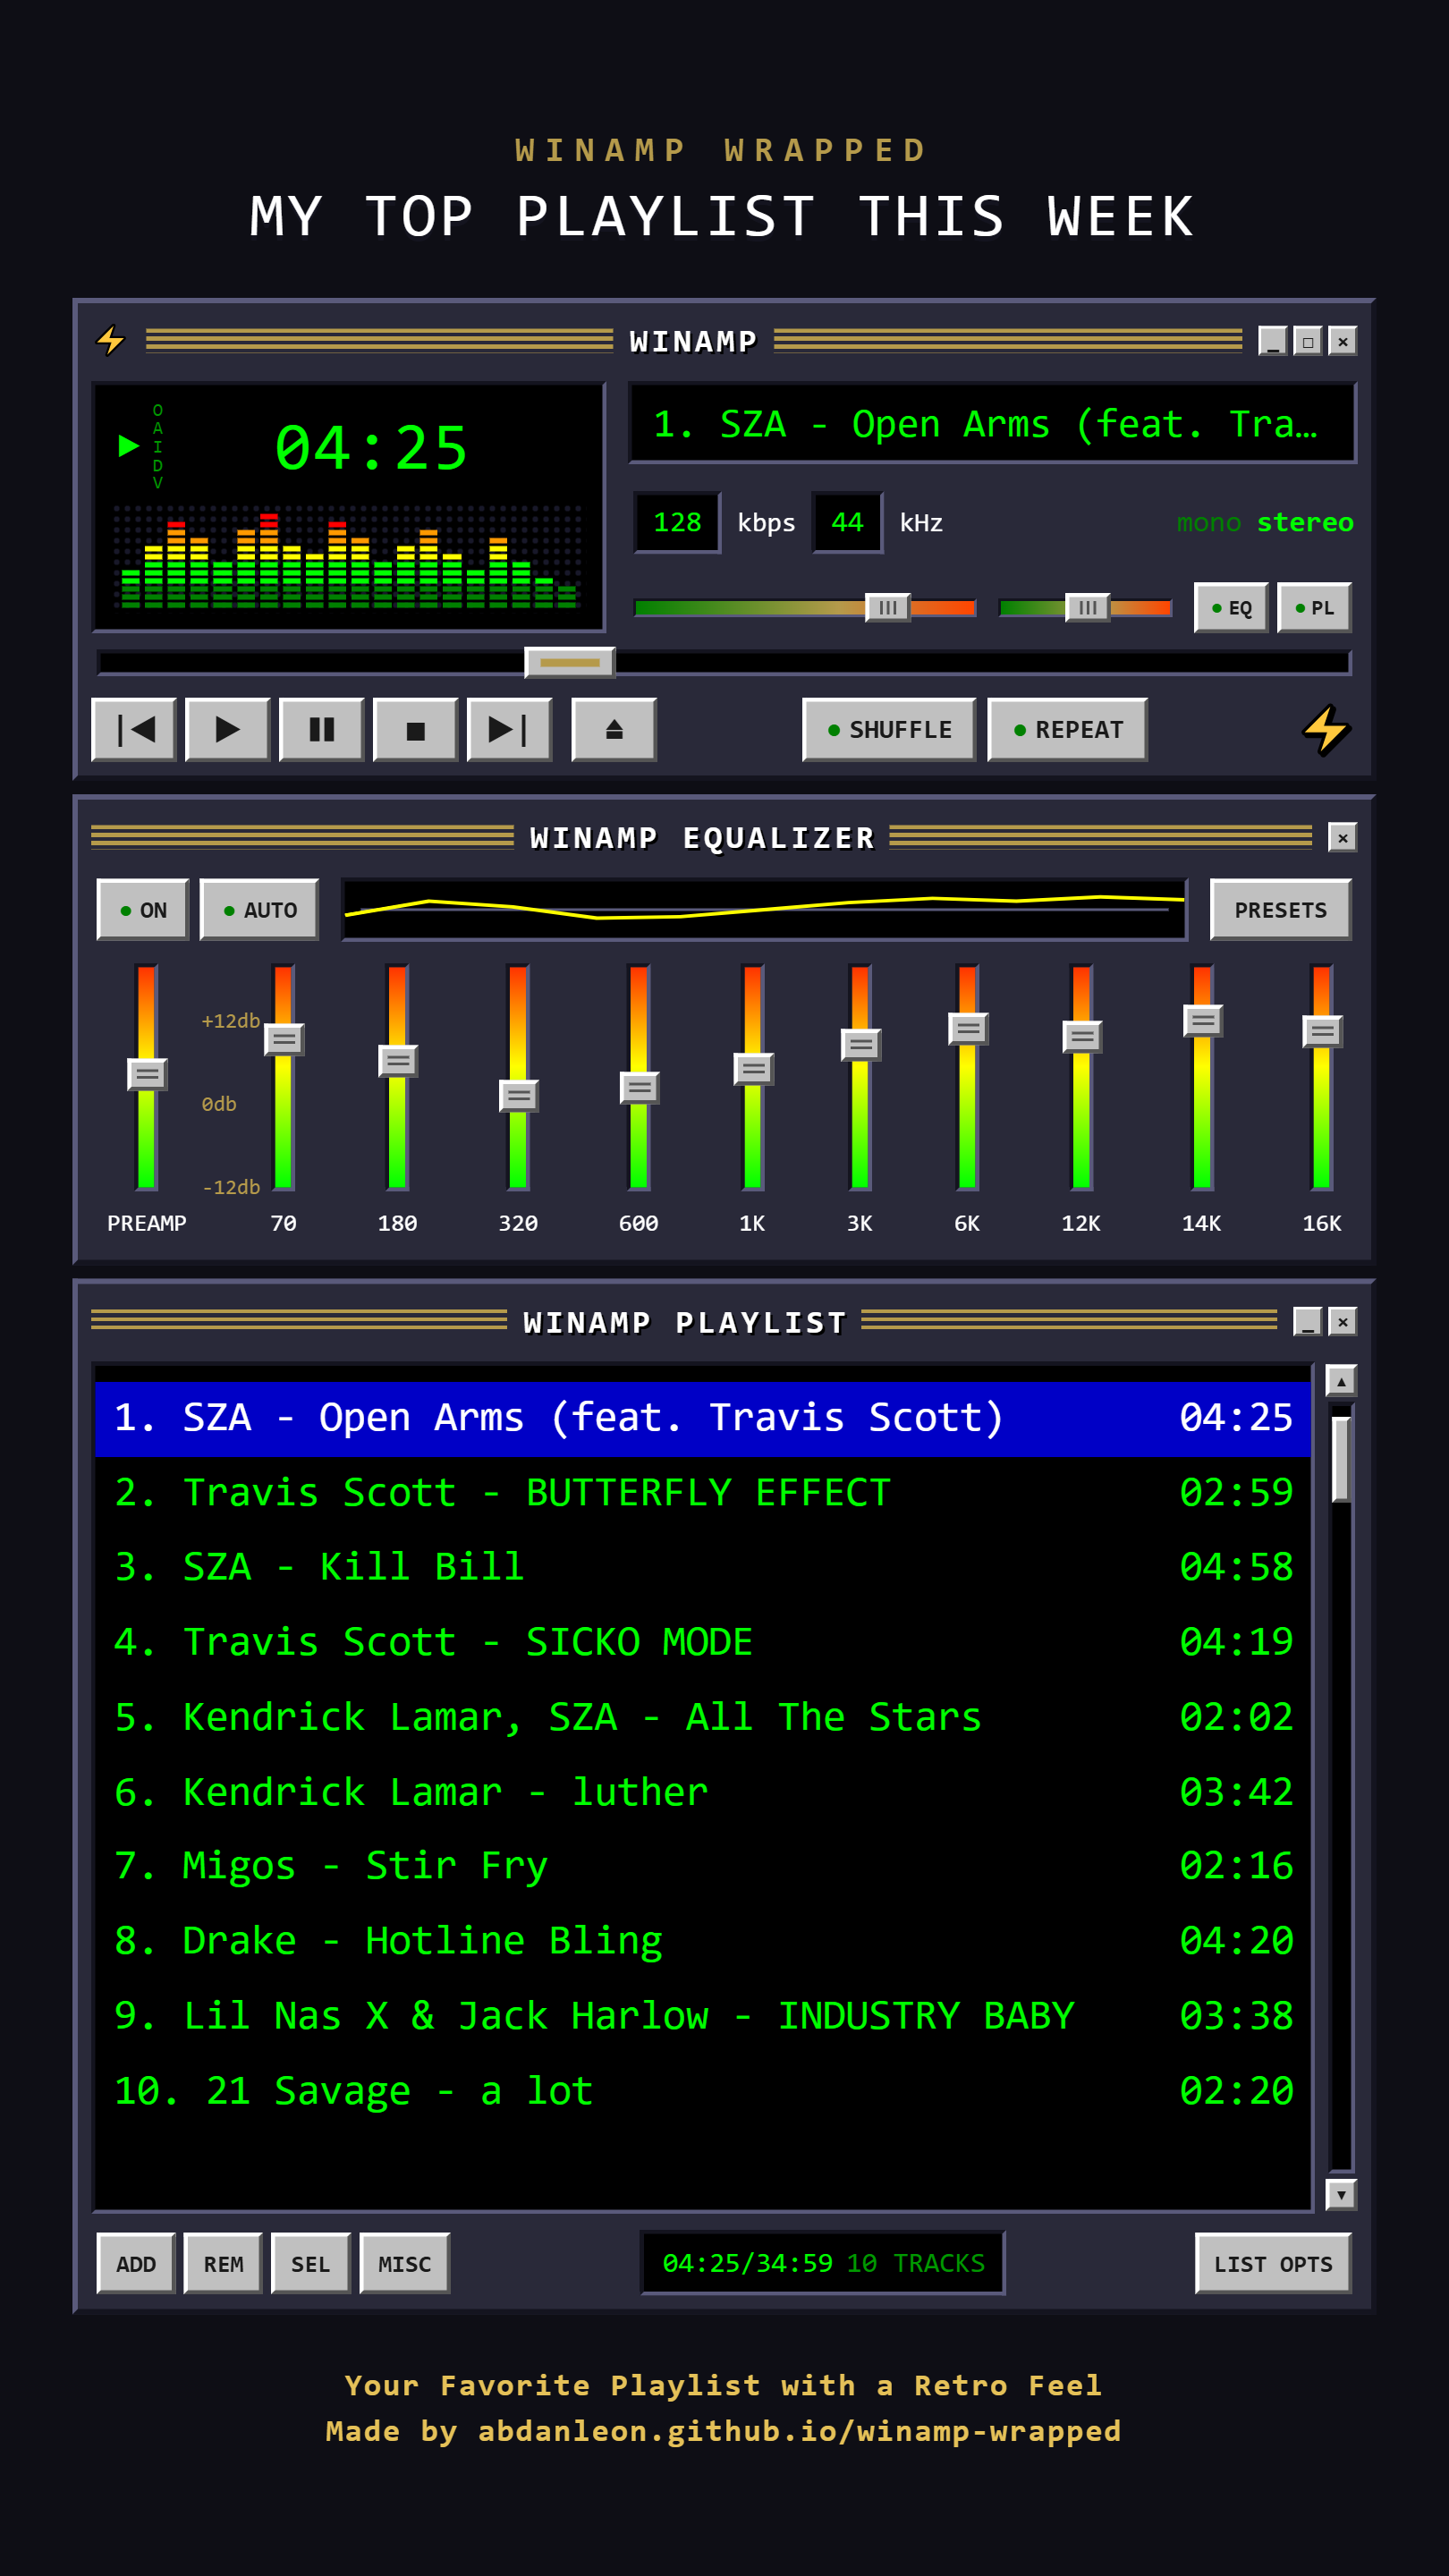 WINAMP WRAPPED
MY TOP PLAYLIST THIS WEEK
WINAMP
O
A
I
D
V
04:25
1. SZA - Open Arms (feat. Tra…
128 kbps 44 kHz mono stereo
EQ PL
SHUFFLE REPEAT
WINAMP EQUALIZER
ON AUTO PRESETS
+12db
0db
-12db
PREAMP 70 180 320 600 1K 3K 6K 12K 14K 16K
WINAMP PLAYLIST
1. SZA - Open Arms (feat. Travis Scott) 04:25
2. Travis Scott - BUTTERFLY EFFECT 02:59
3. SZA - Kill Bill 04:58
4. Travis Scott - SICKO MODE 04:19
5. Kendrick Lamar, SZA - All The Stars 02:02
6. Kendrick Lamar - luther 03:42
7. Migos - Stir Fry 02:16
8. Drake - Hotline Bling 04:20
9. Lil Nas X & Jack Harlow - INDUSTRY BABY 03:38
10. 21 Savage - a lot 02:20
ADD REM SEL MISC 04:25/34:59 10 TRACKS LIST OPTS
Your Favorite Playlist with a Retro Feel
Made by abdanleon.github.io/winamp-wrapped